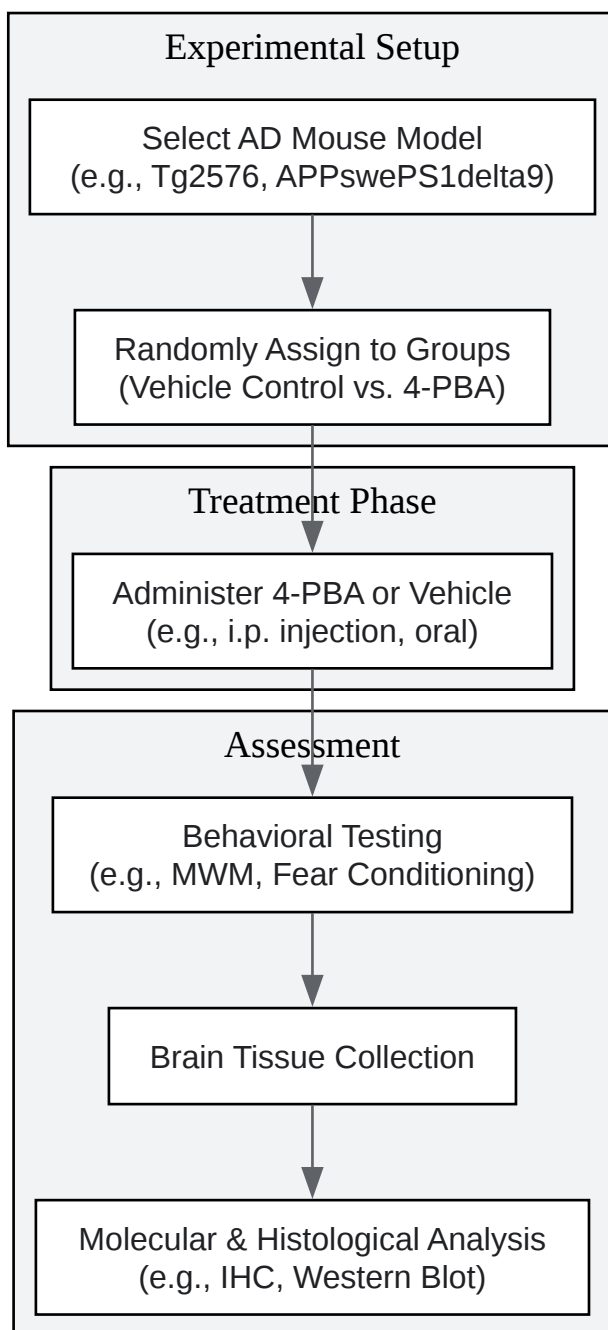 Experimental Setup
Select AD Mouse Model
(e.g., Tg2576, APPswePS1delta9)
Randomly Assign to Groups
(Vehicle Control vs. 4-PBA)
Treatment Phase
Administer 4-PBA or Vehicle
(e.g., i.p. injection, oral)
Assessment
Behavioral Testing
(e.g., MWM, Fear Conditioning)
Brain Tissue Collection
Molecular & Histological Analysis
(e.g., IHC, Western Blot)